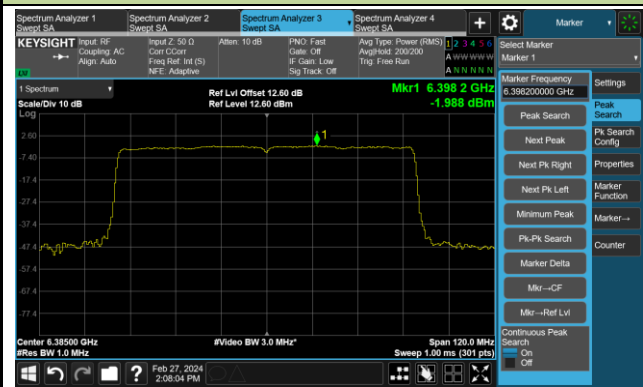 Spectrum Analyzer 1
Swept SA
Spectrum Analyzer 2
Swept SA
Spectrum Analyzer 3
Swept SA
Spectrum Analyzer 4
Swept SA
Marker
KEYSIGHT
Input: RF
Coupling: AC
Align: Auto
Input Z: 50 Ω
Corr CCorr
Freq Ref: Int (S)
NFE: Adaptive
Atten: 10 dB
PNO: Fast
Gate: Off
IF Gain: Low
Sig Track: Off
Avg Type: Power (RMS)
Avg|Hold: 200/200
Trig: Free Run
1 2 3 4 5 6
A W W W W W
A N N N N N
Select Marker
Marker 1
1 Spectrum
Scale/Div 10 dB
Log
Ref Lvl Offset 12.60 dB
Ref Level 12.60 dBm
Mkr1 6.398 2 GHz
-1.988 dBm
1
2.60
-7.40
-17.4
-27.4
-37.4
-47.4
-57.4
-67.4
-77.4
Center 6.38500 GHz
#Res BW 1.0 MHz
#Video BW 3.0 MHz*
Span 120.0 MHz
Sweep 1.00 ms (301 pts)
Marker Frequency
6.398200000 GHz
Peak Search
Next Peak
Next Pk Right
Next Pk Left
Minimum Peak
Pk-Pk Search
Marker Delta
Mkr→CF
Mkr→Ref Lvl
Continuous Peak
Search
On
Off
Settings
Peak
Search
Pk Search
Config
Properties
Marker
Function
Marker→
Counter
?
Feb 27, 2024
2:08:04 PM